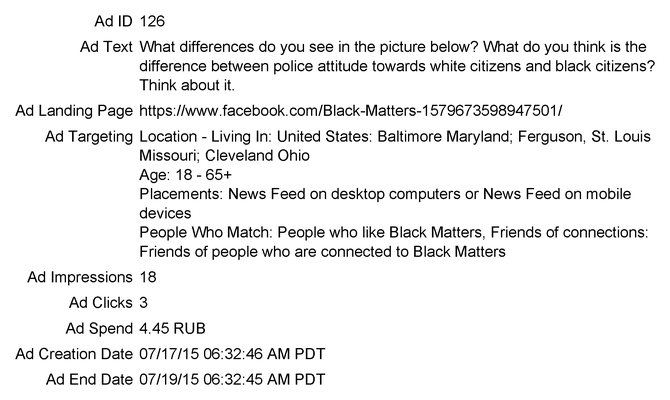 Ad ID 126
Ad Text What differences do you see in the picture below? What do you think is the
difference between police attitude towards white citizens and black citizens?
Think about it.
Ad Landing Page https://www.facebook.com/Black-Matters-1579673598947501/
Ad Targeting Location - Living In: United States: Baltimore Maryland; Ferguson, St. Louis
Missouri; Cleveland Ohio
Age: 18 - 65+
Placements: News Feed on desktop computers or News Feed on mobile
devices
People Who Match: People who like Black Matters, Friends of connections:
Friends of people who are connected to Black Matters
Ad Impressions 18
Ad Clicks 3
Ad Spend 4.45 RUB
Ad Creation Date 07/17/15 06:32:46 AM PDT
Ad End Date 07/19/15 06:32:45 AM PDT